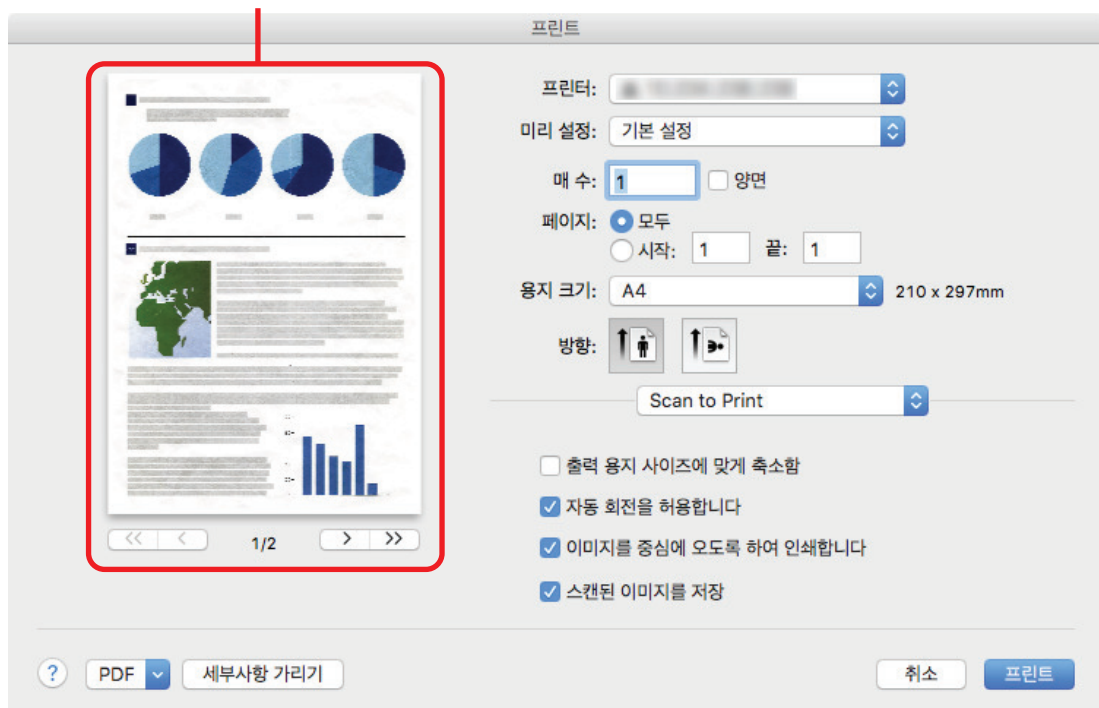 프린트
프린터:
미리 설정: 기본 설정
매 수: 1 양면
페이지: 모두
시작: 1 끝: 1
용지 크기: A4 210 x 297mm
방향:
Scan to Print
출력 용지 사이즈에 맞게 축소함
자동 회전을 허용합니다
이미지를 중심에 오도록 하여 인쇄합니다
스캔된 이미지를 저장
<< < 1/2 > >>
? PDF 세부사항 가리기 취소 프린트